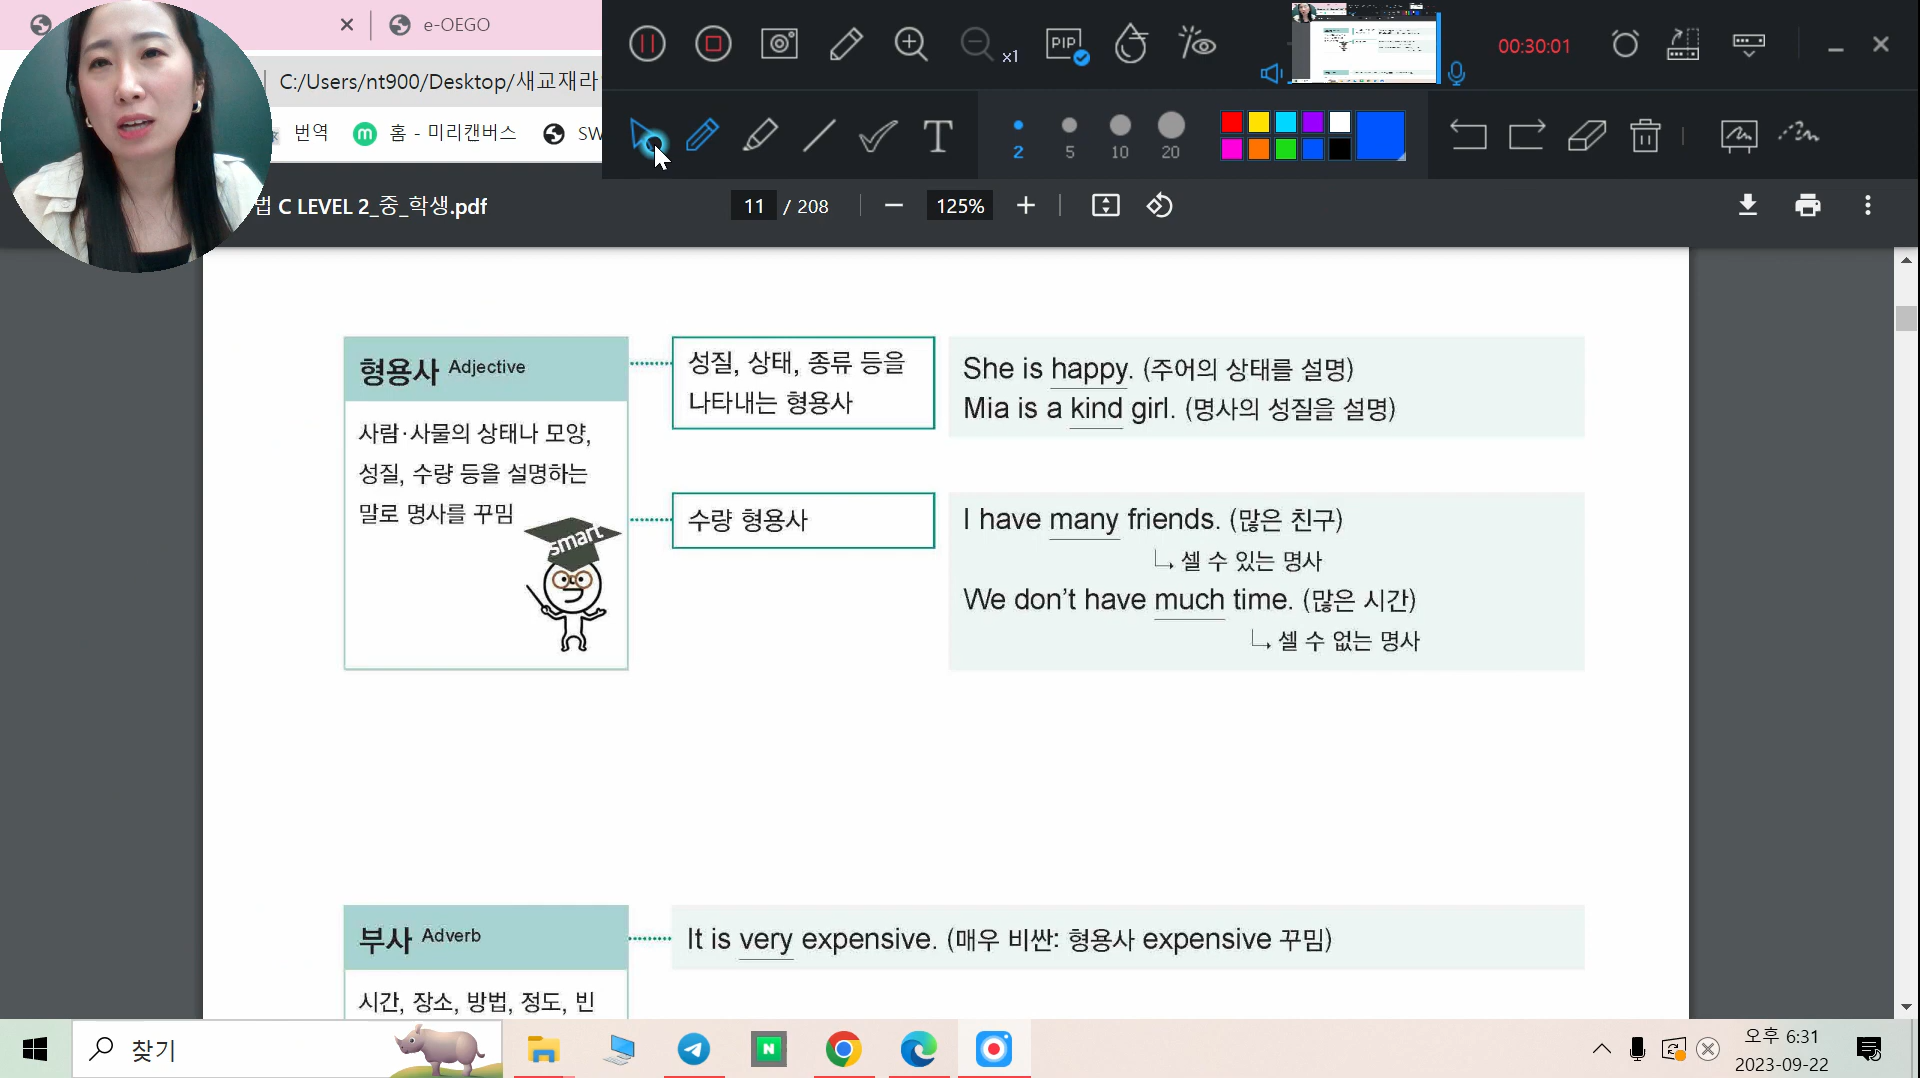 e-OEGO
C:/Users/nt900/Desktop/새교재라
번역
홈 - 미리캔버스
SW
x1
PIP
00:30:01
T
2
5
10
20
법 C LEVEL 2_중_학생.pdf
11 / 208
125%
형용사 Adjective
사람·사물의 상태나 모양,
성질, 수량 등을 설명하는
말로 명사를 꾸밈
smart
성질, 상태, 종류 등을
나타내는 형용사
She is happy. (주어의 상태를 설명)
Mia is a kind girl. (명사의 성질을 설명)
수량 형용사
I have many friends. (많은 친구)
셀 수 있는 명사
We don't have much time. (많은 시간)
셀 수 없는 명사
부사 Adverb
It is very expensive. (매우 비싼: 형용사 expensive 꾸밈)
시간, 장소, 방법, 정도, 빈
찾기
N
오후 6:31
2023-09-22